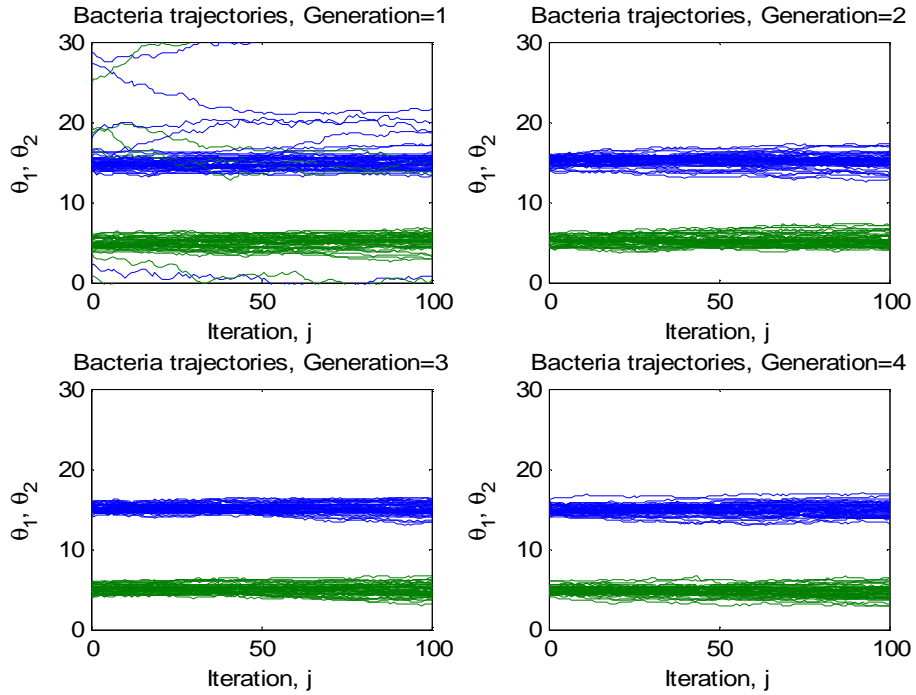 Bacteria trajectories, Generation=1
30
20
10
0
θ₁, θ₂
0 50 100
Iteration, j
Bacteria trajectories, Generation=2
30
20
10
0
θ₁, θ₂
0 50 100
Iteration, j
Bacteria trajectories, Generation=3
30
20
10
0
θ₁, θ₂
0 50 100
Iteration, j
Bacteria trajectories, Generation=4
30
20
10
0
θ₁, θ₂
0 50 100
Iteration, j